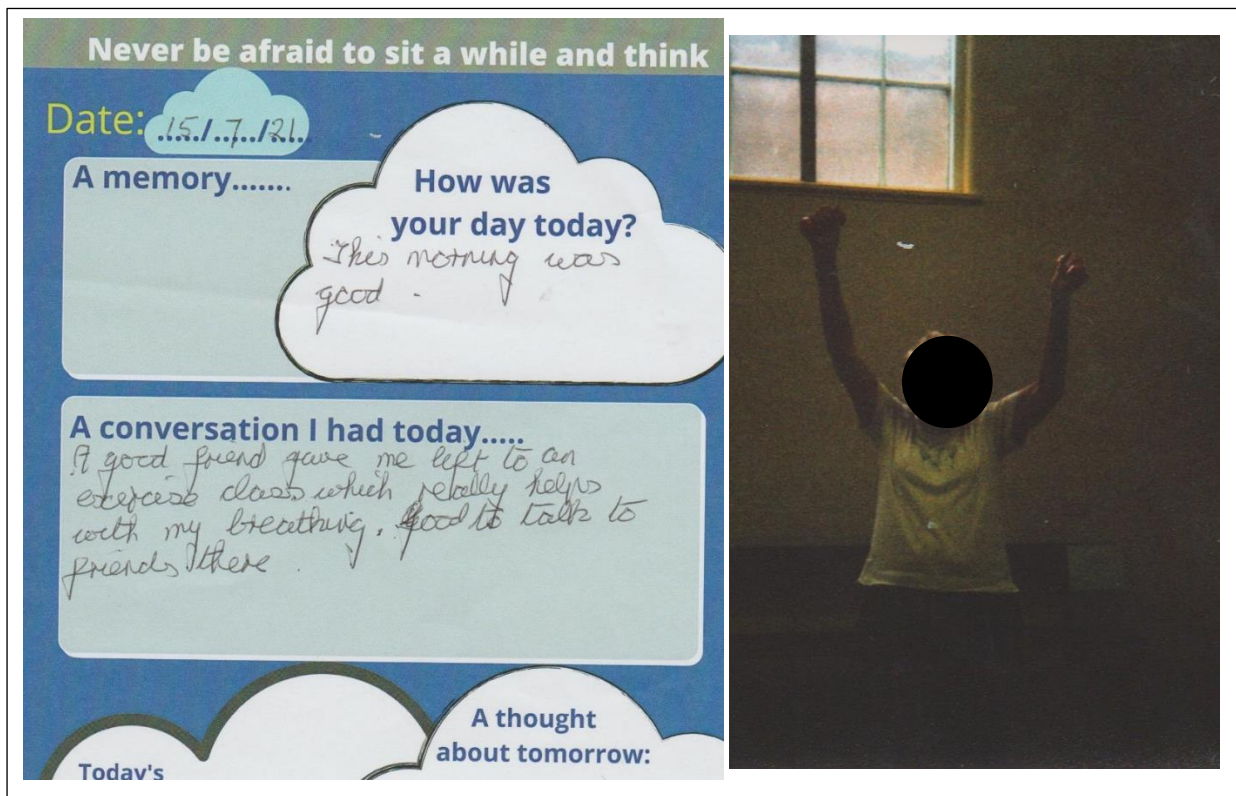 Never be afraid to sit a while and think
Date: 15/7/21
A memory.......
How was
your day today?
This morning was
good.
A conversation I had today.....
A good friend gave me left to an
exercise class which really helps
with my breathing. Good to talk to
friends there.
A thought
about tomorrow:
Today's